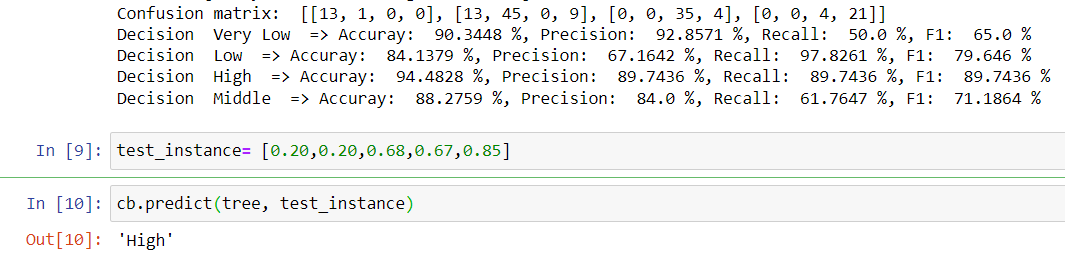 Confusion matrix:  [[13, 1, 0, 0], [13, 45, 0, 9], [0, 0, 35, 4], [0, 0, 4, 21]]
Decision  Very Low  => Accuray:  90.3448 %, Precision:  92.8571 %, Recall:  50.0 %, F1:  65.0 %
Decision  Low  => Accuray:  84.1379 %, Precision:  67.1642 %, Recall:  97.8261 %, F1:  79.646 %
Decision  High  => Accuray:  94.4828 %, Precision:  89.7436 %, Recall:  89.7436 %, F1:  89.7436 %
Decision  Middle  => Accuray:  88.2759 %, Precision:  84.0 %, Recall:  61.7647 %, F1:  71.1864 %
In [9]: test_instance= [0.20,0.20,0.68,0.67,0.85]
In [10]: cb.predict(tree, test_instance)
Out[10]: 'High'